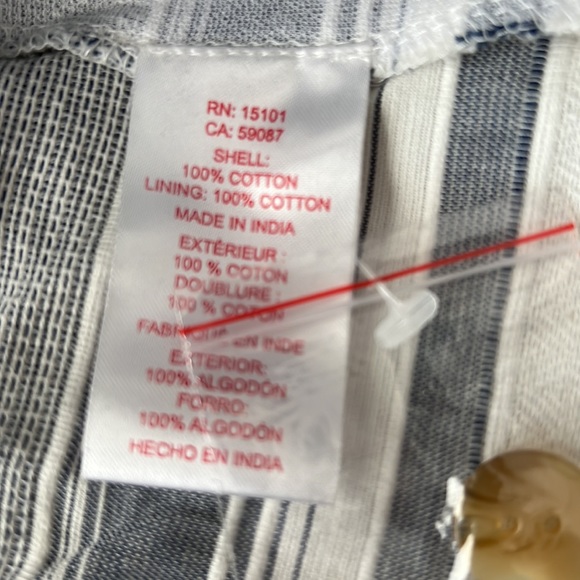 RN: 15101
CA: 59087
SHELL:
100% COTTON
LINING: 100% COTTON
MADE IN INDIA
EXTÉRIEUR :
100 % COTON
DOUBLURE :
100 % COTON
FABRIQUÉ EN INDE
EXTERIOR:
100% ALGODÓN
FORRO:
100% ALGODÓN
HECHO EN INDIA